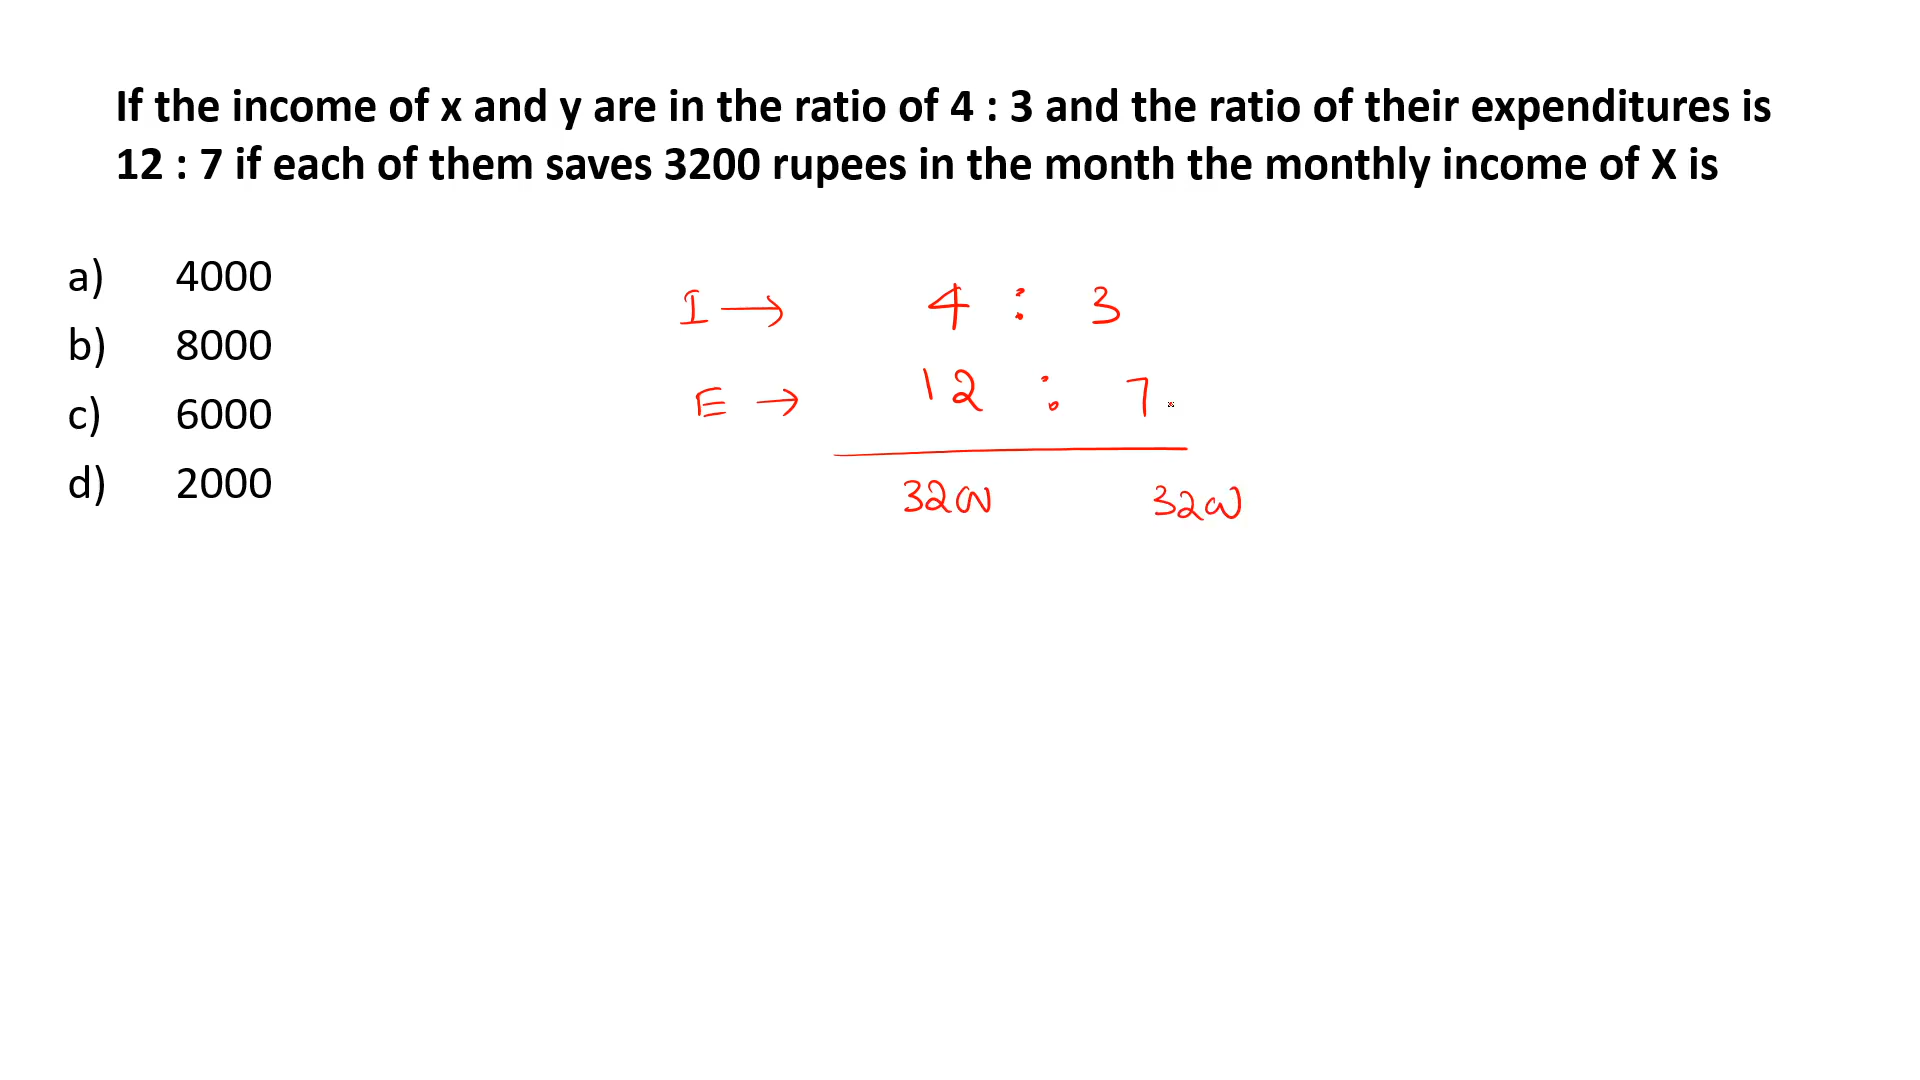 If the income of x and y are in the ratio of 4 : 3 and the ratio of their expenditures is
12 : 7 if each of them saves 3200 rupees in the month the monthly income of X is
a) 4000
b) 8000
c) 6000
d) 2000
I → 4 : 3
E → 12 : 7
3200 3200